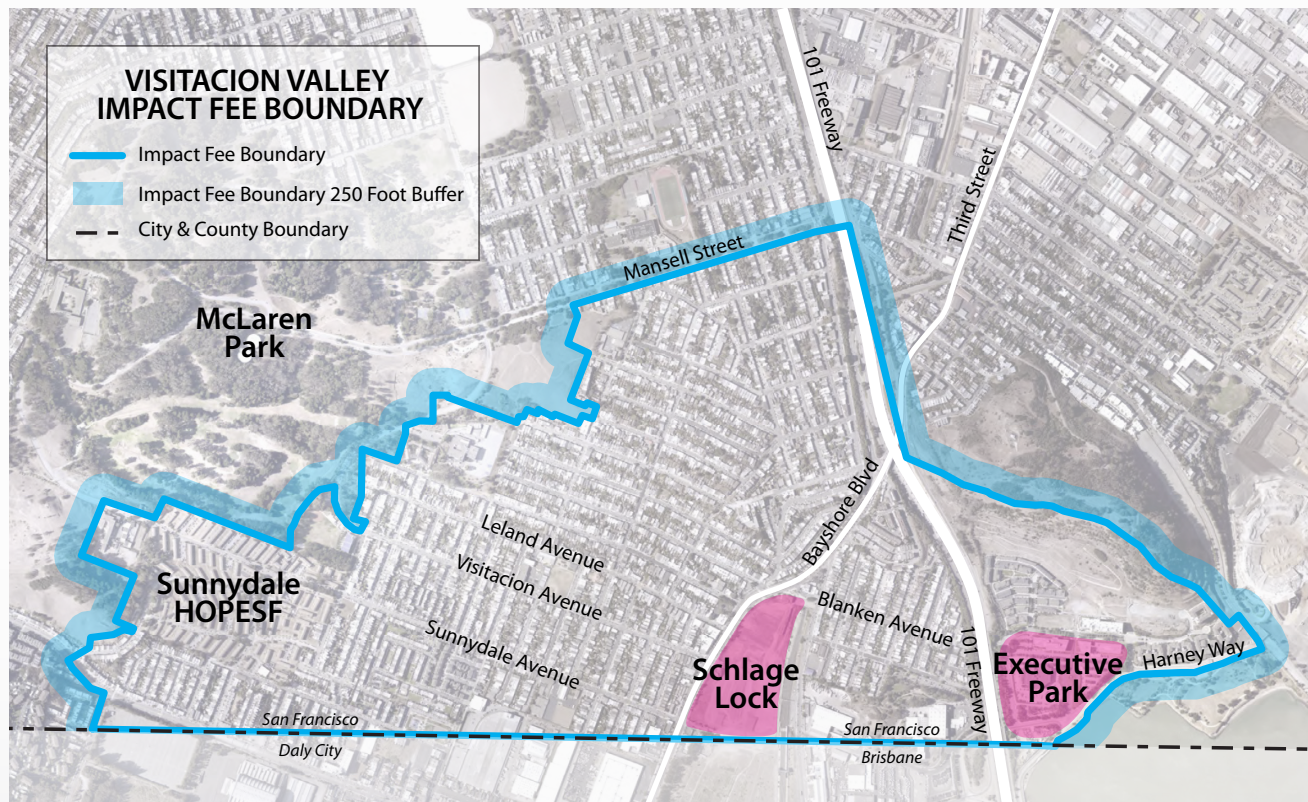 VISITACION VALLEY
IMPACT FEE BOUNDARY
Impact Fee Boundary
Impact Fee Boundary 250 Foot Buffer
City & County Boundary
101 Freeway
Third Street
Mansell Street
McLaren
Park
Leland Avenue
Visitacion Avenue
Sunnydale Avenue
Bayshore Blvd
Blanken Avenue
Sunnydale
HOPESF
Schlage
Lock
101 Freeway
Executive
Park
Harney Way
San Francisco
Daly City
San Francisco
Brisbane